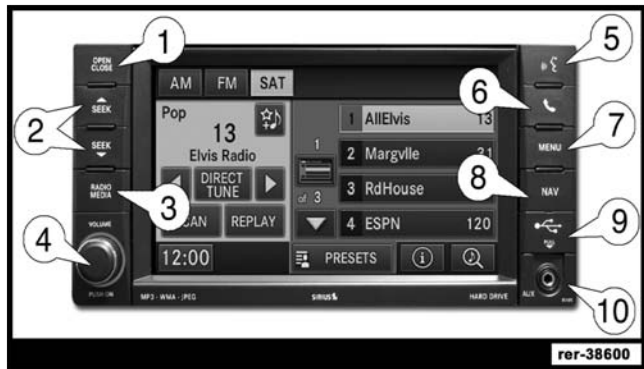 1
OPEN
CLOSE
2
SEEK
SEEK
RADIO
MEDIA
3
VOLUME
4
PUSH ON
AM FM SAT
Pop
13
Elvis Radio
DIRECT
TUNE
REPLAY
12:00
1
of 3
1 AllElvis 13
2 Margvlle
3 RdHouse
4 ESPN 120
PRESETS
MP3 - WMA - JPEG
SIRIUS
HARD DRIVE
5
6
MENU
7
8
NAV
9
AUX
10
rer-38600